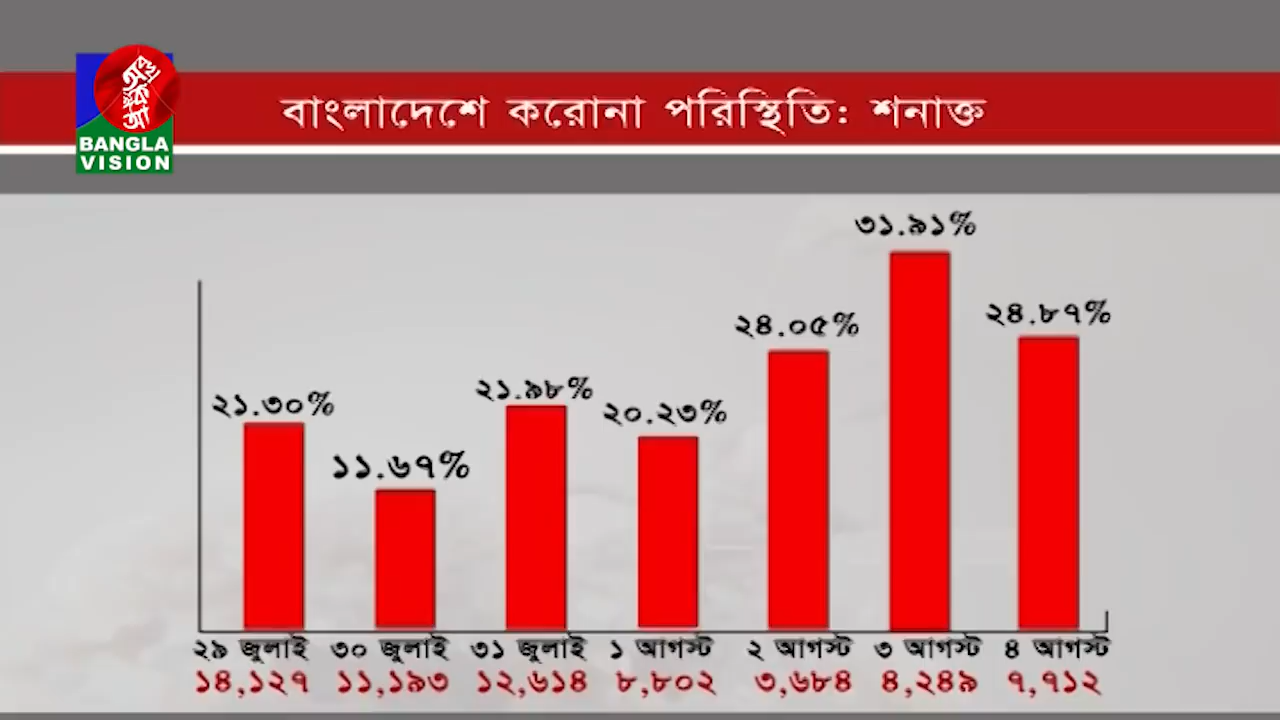 বাংলাদেশে করোনা পরিস্থিতি: শনাক্ত
BANGLA
VISION
৩১.৯১%
২৪.০৫% ২৪.৮৭%
২১.৩০% ২১.৯৮% ২০.২৩%
১১.৬৭%
২৯ জুলাই ৩০ জুলাই ৩১ জুলাই ১ আগস্ট ২ আগস্ট ৩ আগস্ট ৪ আগস্ট
১৪,১২৭ ১১,১৯৩ ১২,৬১৪ ৮,৮০২ ৩,৬৮৪ ৪,২৪৯ ৭,৭১২